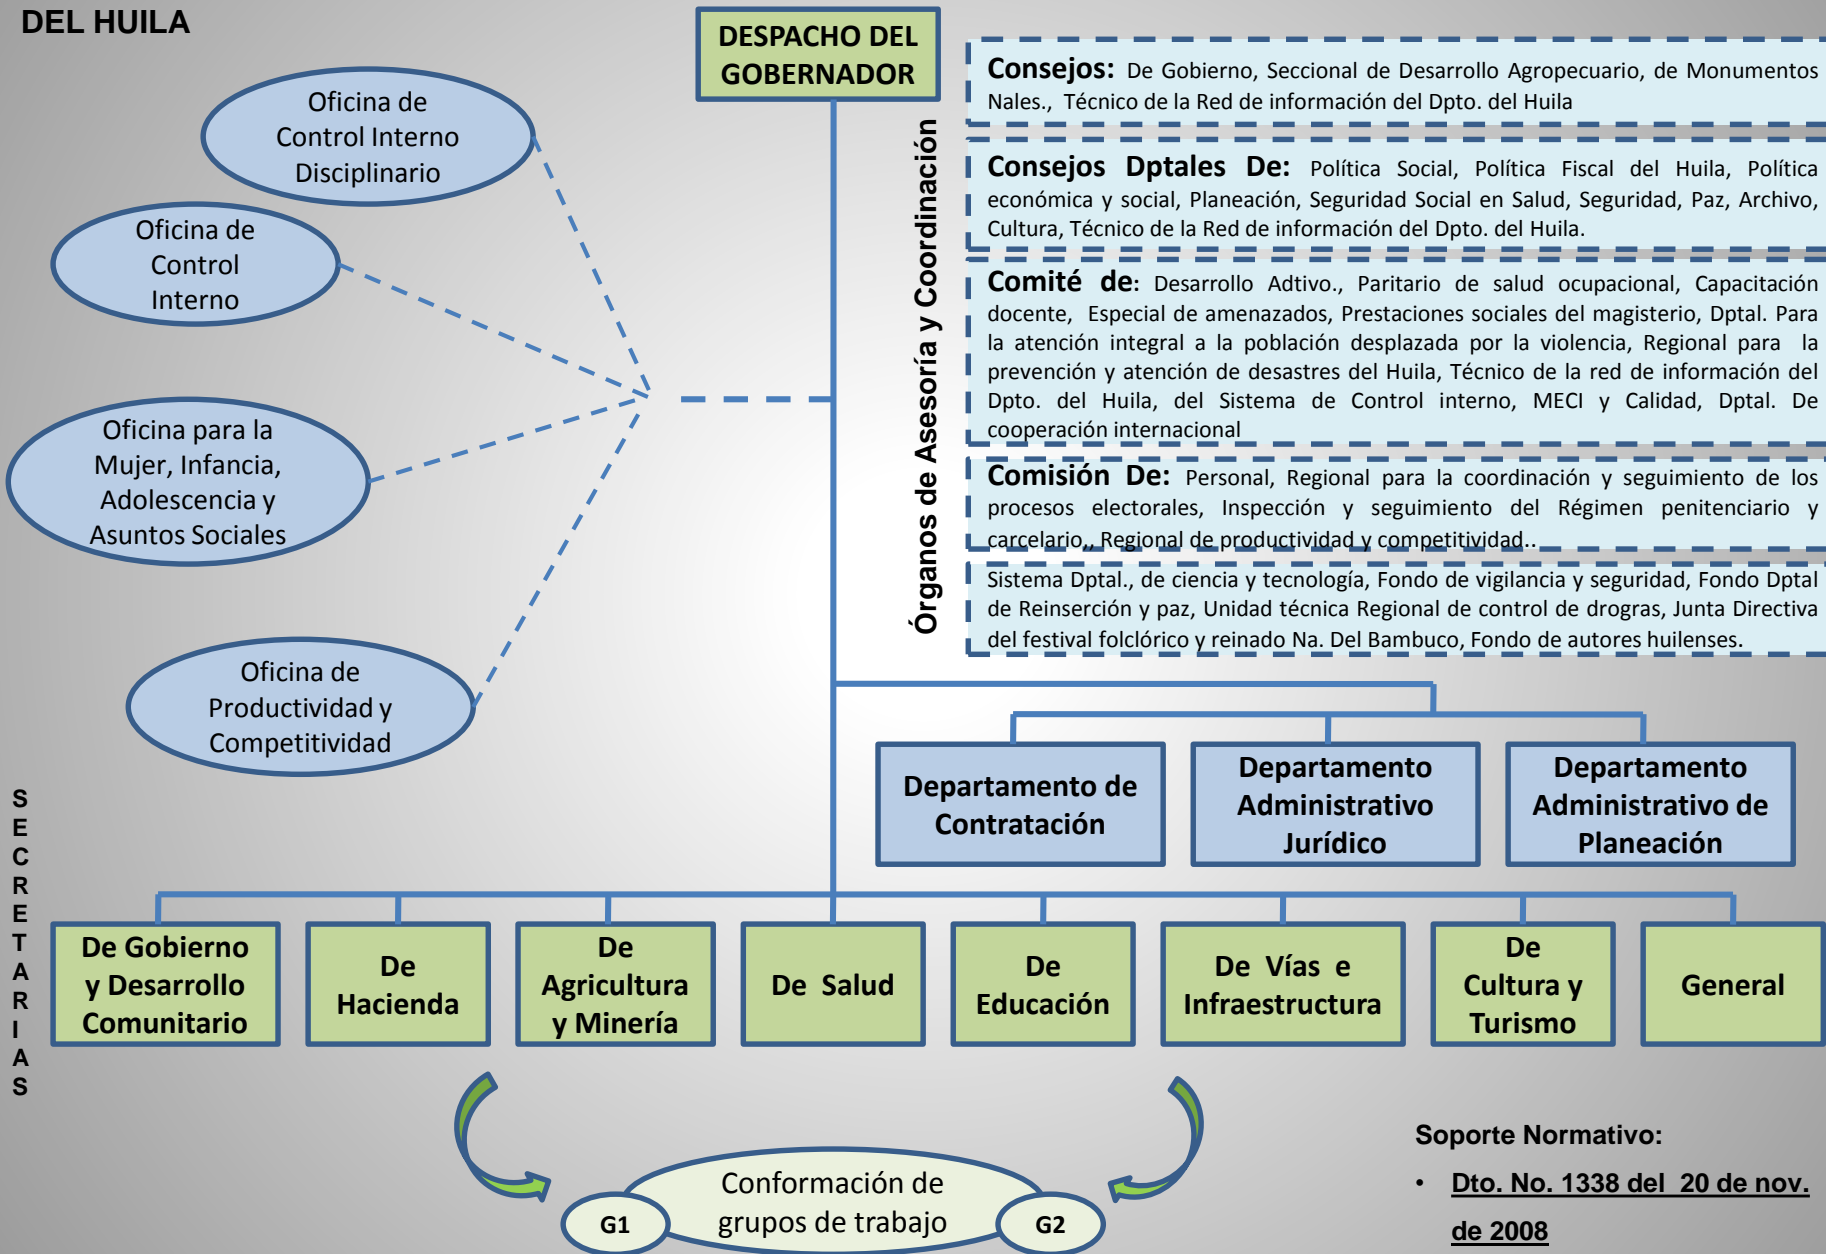 DEL HUILA
DESPACHO DEL
GOBERNADOR
Oficina de
Control Interno
Disciplinario
Oficina de
Control
Interno
Oficina para la
Mujer, Infancia,
Adolescencia y
Asuntos Sociales
Oficina de
Productividad y
Competitividad
Órganos de Asesoría y Coordinación
Consejos: De Gobierno, Seccional de Desarrollo Agropecuario, de Monumentos
Nales., Técnico de la Red de información del Dpto. del Huila
Consejos Dptales De: Política Social, Política Fiscal del Huila, Política
económica y social, Planeación, Seguridad Social en Salud, Seguridad, Paz, Archivo,
Cultura, Técnico de la Red de información del Dpto. del Huila.
Comité de: Desarrollo Adtivo., Paritario de salud ocupacional, Capacitación
docente, Especial de amenazados, Prestaciones sociales del magisterio, Dptal. Para
la atención integral a la población desplazada por la violencia, Regional para la
prevención y atención de desastres del Huila, Técnico de la red de información del
Dpto. del Huila, del Sistema de Control interno, MECI y Calidad, Dptal. De
cooperación internacional
Comisión De: Personal, Regional para la coordinación y seguimiento de los
procesos electorales, Inspección y seguimiento del Régimen penitenciario y
carcelario,, Regional de productividad y competitividad..
Sistema Dptal., de ciencia y tecnología, Fondo de vigilancia y seguridad, Fondo Dptal
de Reinserción y paz, Unidad técnica Regional de control de drogras, Junta Directiva
del festival folclórico y reinado Na. Del Bambuco, Fondo de autores huilenses.
Departamento de
Contratación
Departamento
Administrativo
Jurídico
Departamento
Administrativo de
Planeación
SECRETARIAS
De Gobierno
y Desarrollo
Comunitario
De
Hacienda
De
Agricultura
y Minería
De Salud
De
Educación
De Vías e
Infraestructura
De
Cultura y
Turismo
General
Conformación de
grupos de trabajo
G1
G2
Soporte Normativo:
• Dto. No. 1338 del 20 de nov.
de 2008